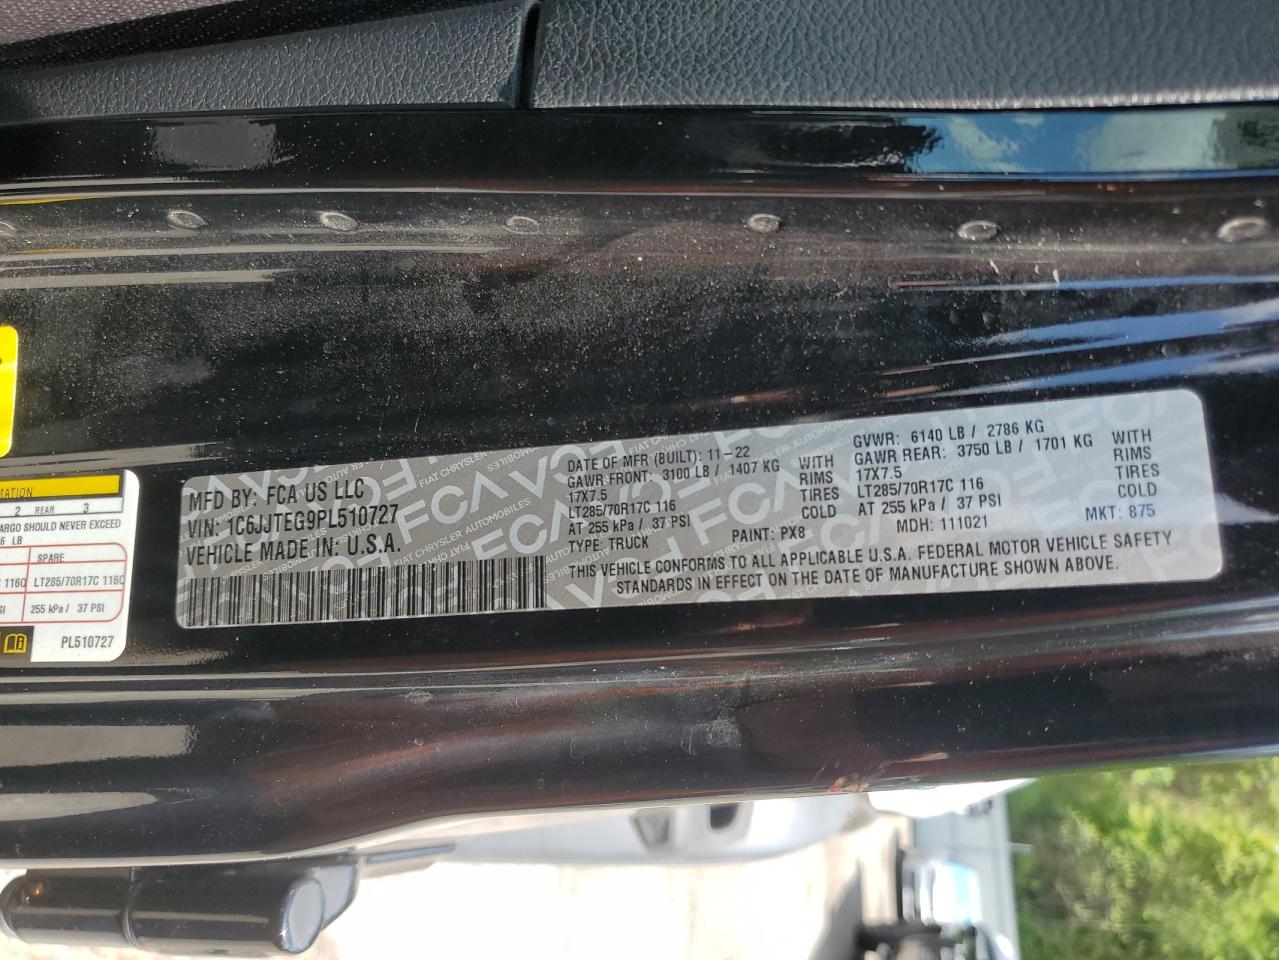 MFD BY: FCA US LLC
VIN: 1C6JJTEG9PL510727
VEHICLE MADE IN: U.S.A.
DATE OF MFR (BUILT): 11-22
GAWR FRONT: 3100 LB / 1407 KG WITH
17X7.5 RIMS
LT285/70R17C 116 TIRES
AT 255 kPa / 37 PSI COLD
TYPE: TRUCK PAINT: PX8
GVWR: 6140 LB / 2786 KG
GAWR REAR: 3750 LB / 1701 KG WITH
17X7.5 RIMS
LT285/70R17C 116 TIRES
AT 255 kPa / 37 PSI COLD
MDH: 111021 MKT: 875
THIS VEHICLE CONFORMS TO ALL APPLICABLE U.S.A. FEDERAL MOTOR VEHICLE SAFETY
STANDARDS IN EFFECT ON THE DATE OF MANUFACTURE SHOWN ABOVE.
2 REAR 3
SHOULD NEVER EXCEED
LB
SPARE
116Q LT285/70R17C 116Q
255 kPa / 37 PSI
PL510727